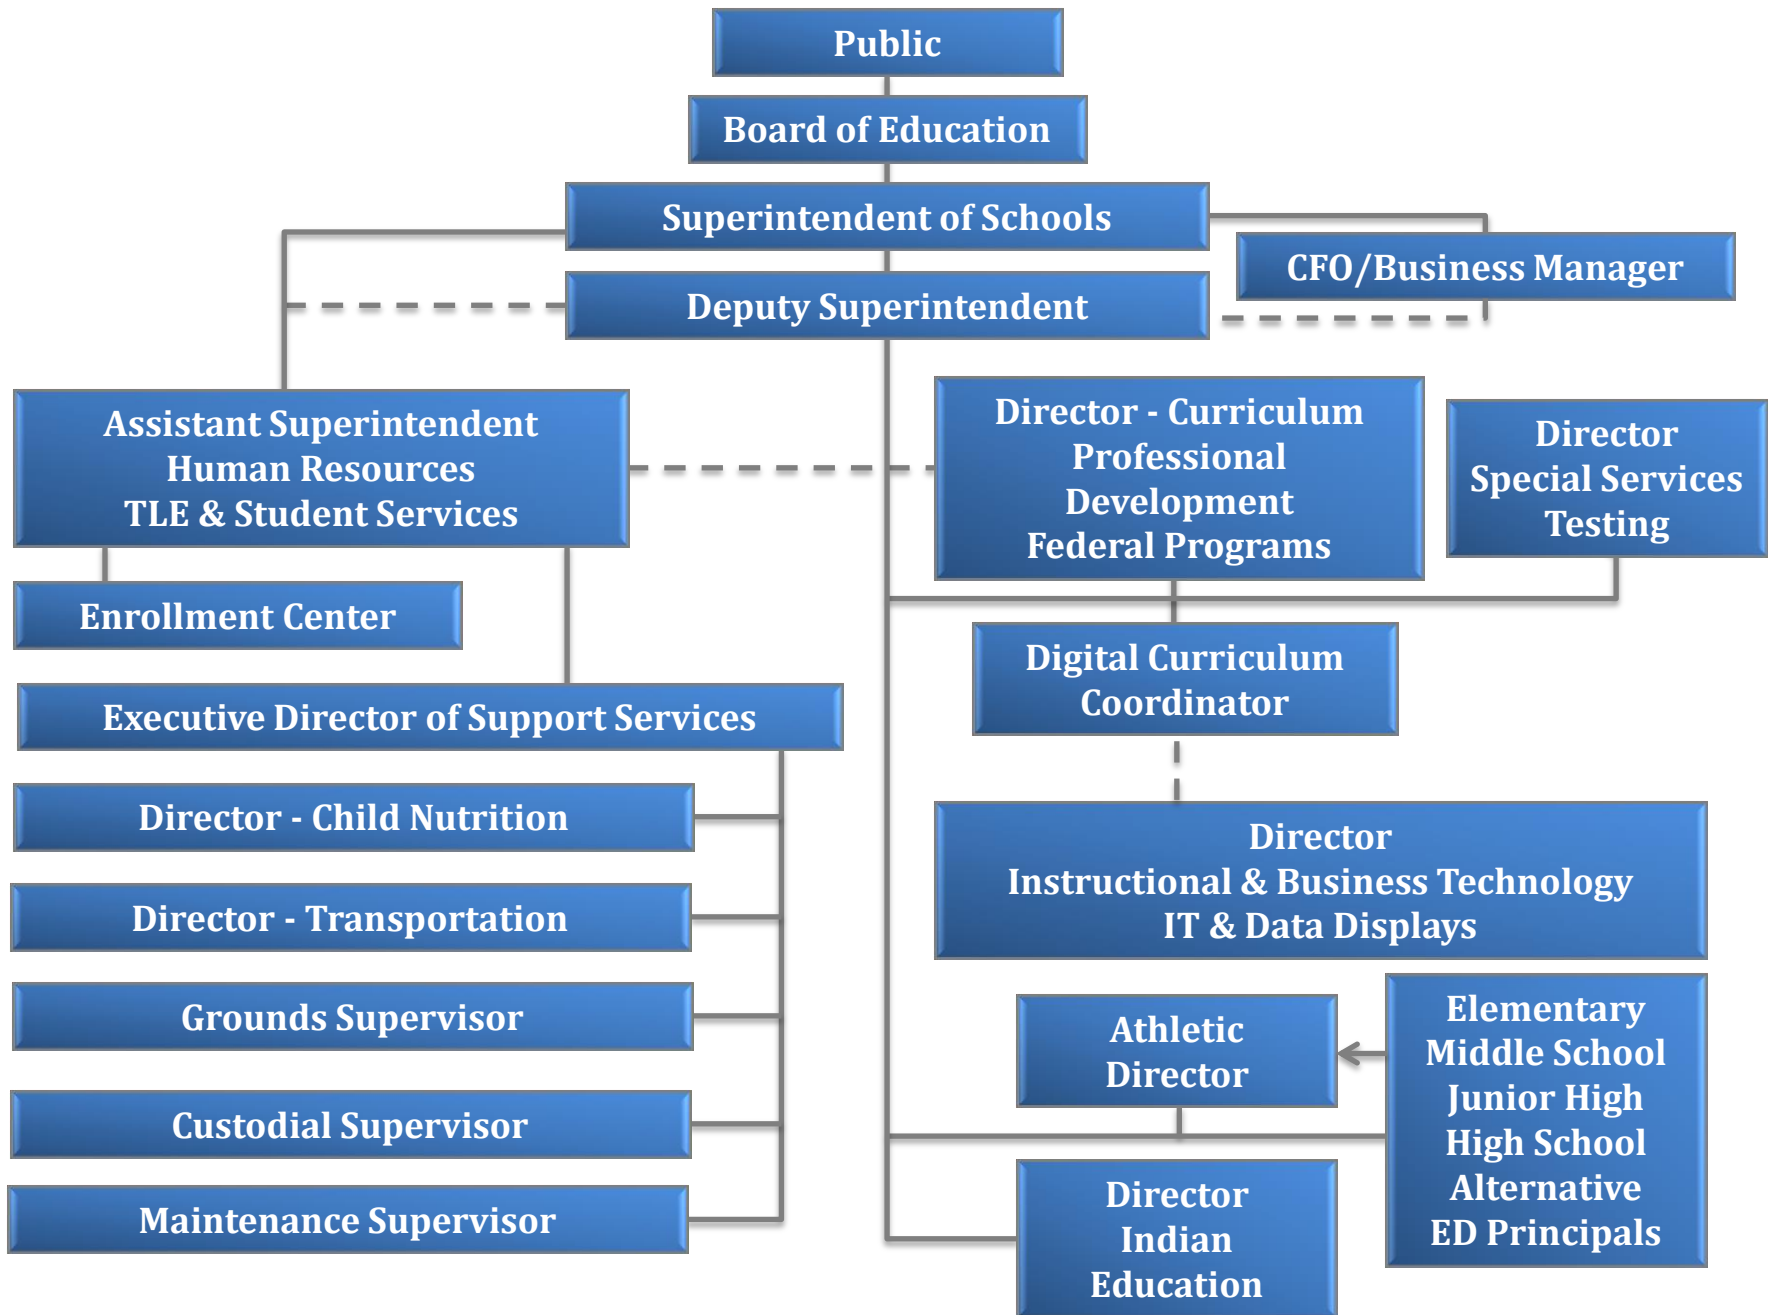 Public
Board of Education
Superintendent of Schools
CFO/Business Manager
Deputy Superintendent
Assistant Superintendent
Human Resources
TLE & Student Services
Director - Curriculum
Professional
Development
Federal Programs
Director
Special Services
Testing
Enrollment Center
Digital Curriculum
Coordinator
Executive Director of Support Services
Director - Child Nutrition
Director - Transportation
Grounds Supervisor
Custodial Supervisor
Maintenance Supervisor
Director
Instructional & Business Technology
IT & Data Displays
Athletic
Director
Elementary
Middle School
Junior High
High School
Alternative
ED Principals
Director
Indian
Education